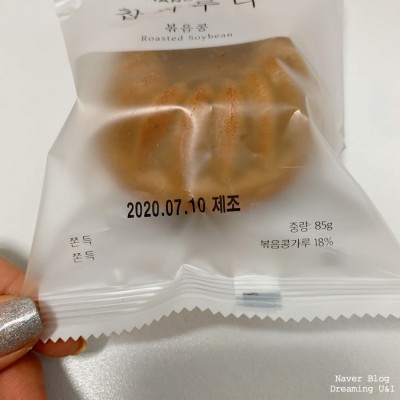 볶음콩
Roasted Soybean
2020.07.10 제조
중량: 85g
볶음콩가루 18%
쫀득
쫀득
Naver Blog
Dreaming U&I